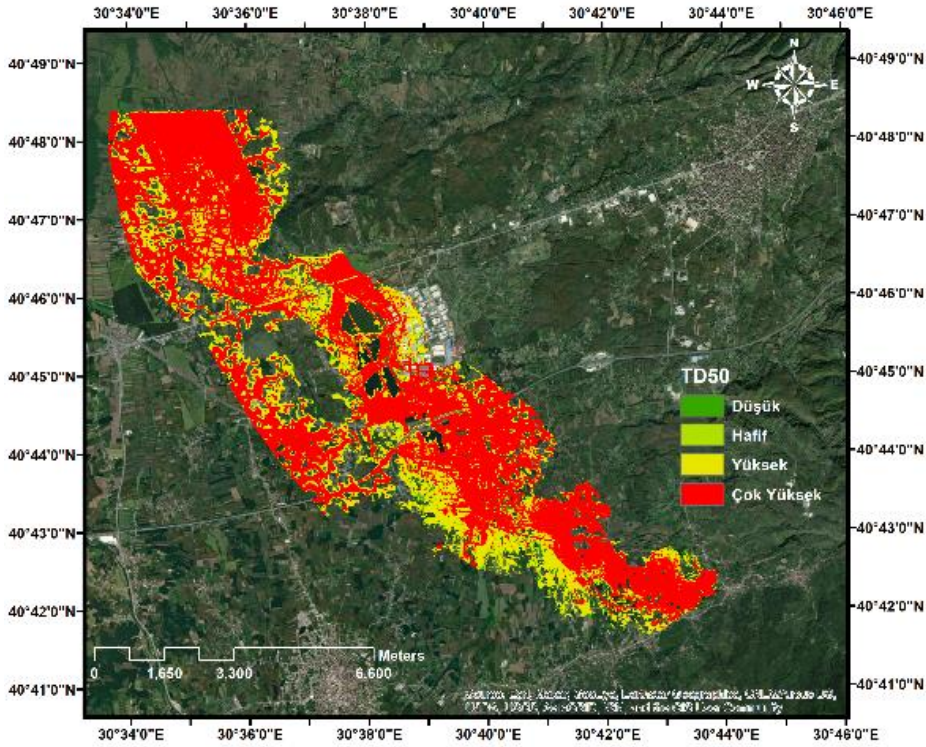 30°34'0"E 30°36'0"E 30°38'0"E 30°40'0"E 30°42'0"E 30°44'0"E 30°46'0"E
N
W E
S
40°49'0"N 40°49'0"N
40°48'0"N 40°48'0"N
40°47'0"N 40°47'0"N
40°46'0"N 40°46'0"N
40°45'0"N 40°45'0"N
TD50
Düşük
Hafif
Yüksek
Çok Yüksek
40°44'0"N 40°44'0"N
40°43'0"N 40°43'0"N
40°42'0"N 40°42'0"N
Meters
0 1,650 3,300 6,600
40°41'0"N 40°41'0"N
User Community
30°34'0"E 30°36'0"E 30°38'0"E 30°40'0"E 30°42'0"E 30°44'0"E 30°46'0"E